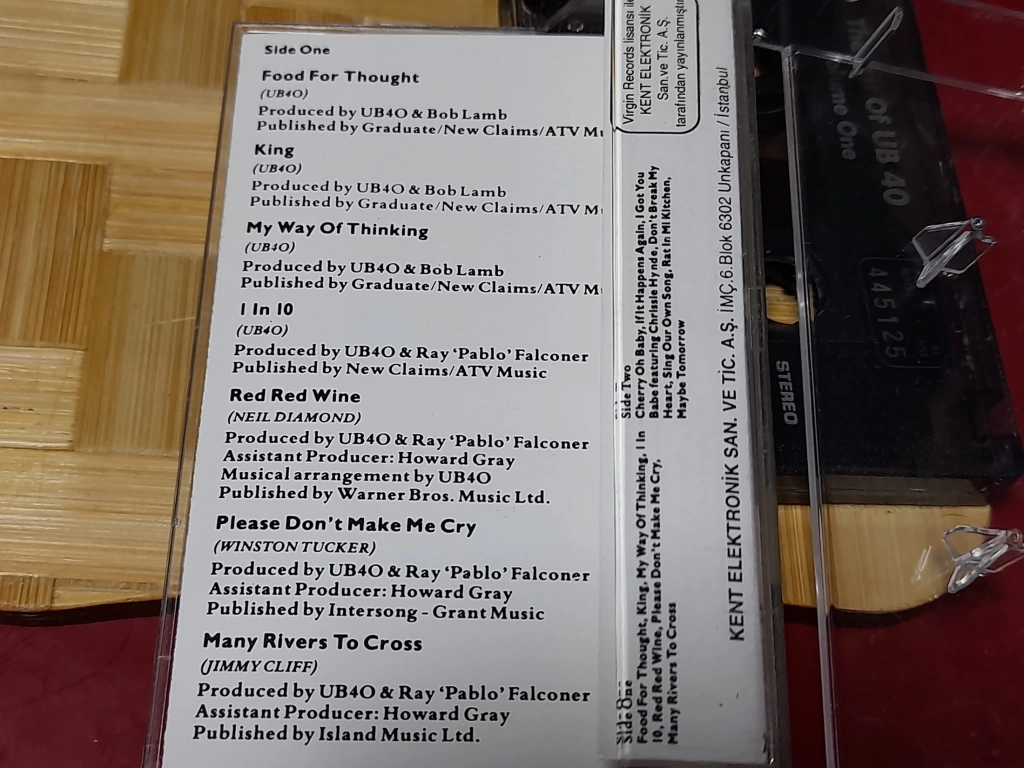 Side One
Food For Thought
(UB4O)
Produced by UB4O & Bob Lamb
Published by Graduate/New Claims/ATV Mu
King
(UB4O)
Produced by UB4O & Bob Lamb
Published by Graduate/New Claims/ATV M
My Way Of Thinking
(UB4O)
Produced by UB4O & Bob Lamb
Published by Graduate/New Claims/ATV M
1 In 10
(UB4O)
Produced by UB4O & Ray ‘Pablo’ Falconer
Published by New Claims/ATV Music
Red Red Wine
(NEIL DIAMOND)
Produced by UB4O & Ray ‘Pablo’ Falconer
Assistant Producer: Howard Gray
Musical arrangement by UB4O
Published by Warner Bros. Music Ltd.
Please Don’t Make Me Cry
(WINSTON TUCKER)
Produced by UB4O & Ray ‘Pablo’ Falconer
Assistant Producer: Howard Gray
Published by Intersong - Grant Music
Many Rivers To Cross
(JIMMY CLIFF)
Produced by UB4O & Ray ‘Pablo’ Falconer
Assistant Producer: Howard Gray
Published by Island Music Ltd.
Virgin Records lisansı ile
KENT ELEKTRONİK
San.ve Tic. A.Ş.
tarafından yayınlanmıştır
Side Two
Cherry Oh Baby, If It Happens Again, I Got You
Babe featuring Chrissie Hynde, Don't Break My
Heart, Sing Our Own Song, Rat In Mi Kitchen,
Maybe Tomorrow
Side One
Food For Thought, King, My Way Of Thinking, 1 In
10, Red Red Wine, Please Don't Make Me Cry,
Many Rivers To Cross
KENT ELEKTRONİK SAN. VE TİC. A.Ş. İMÇ.6.Blok 6302 Unkapanı / İstanbul
OF UB 40
One
445125
STEREO